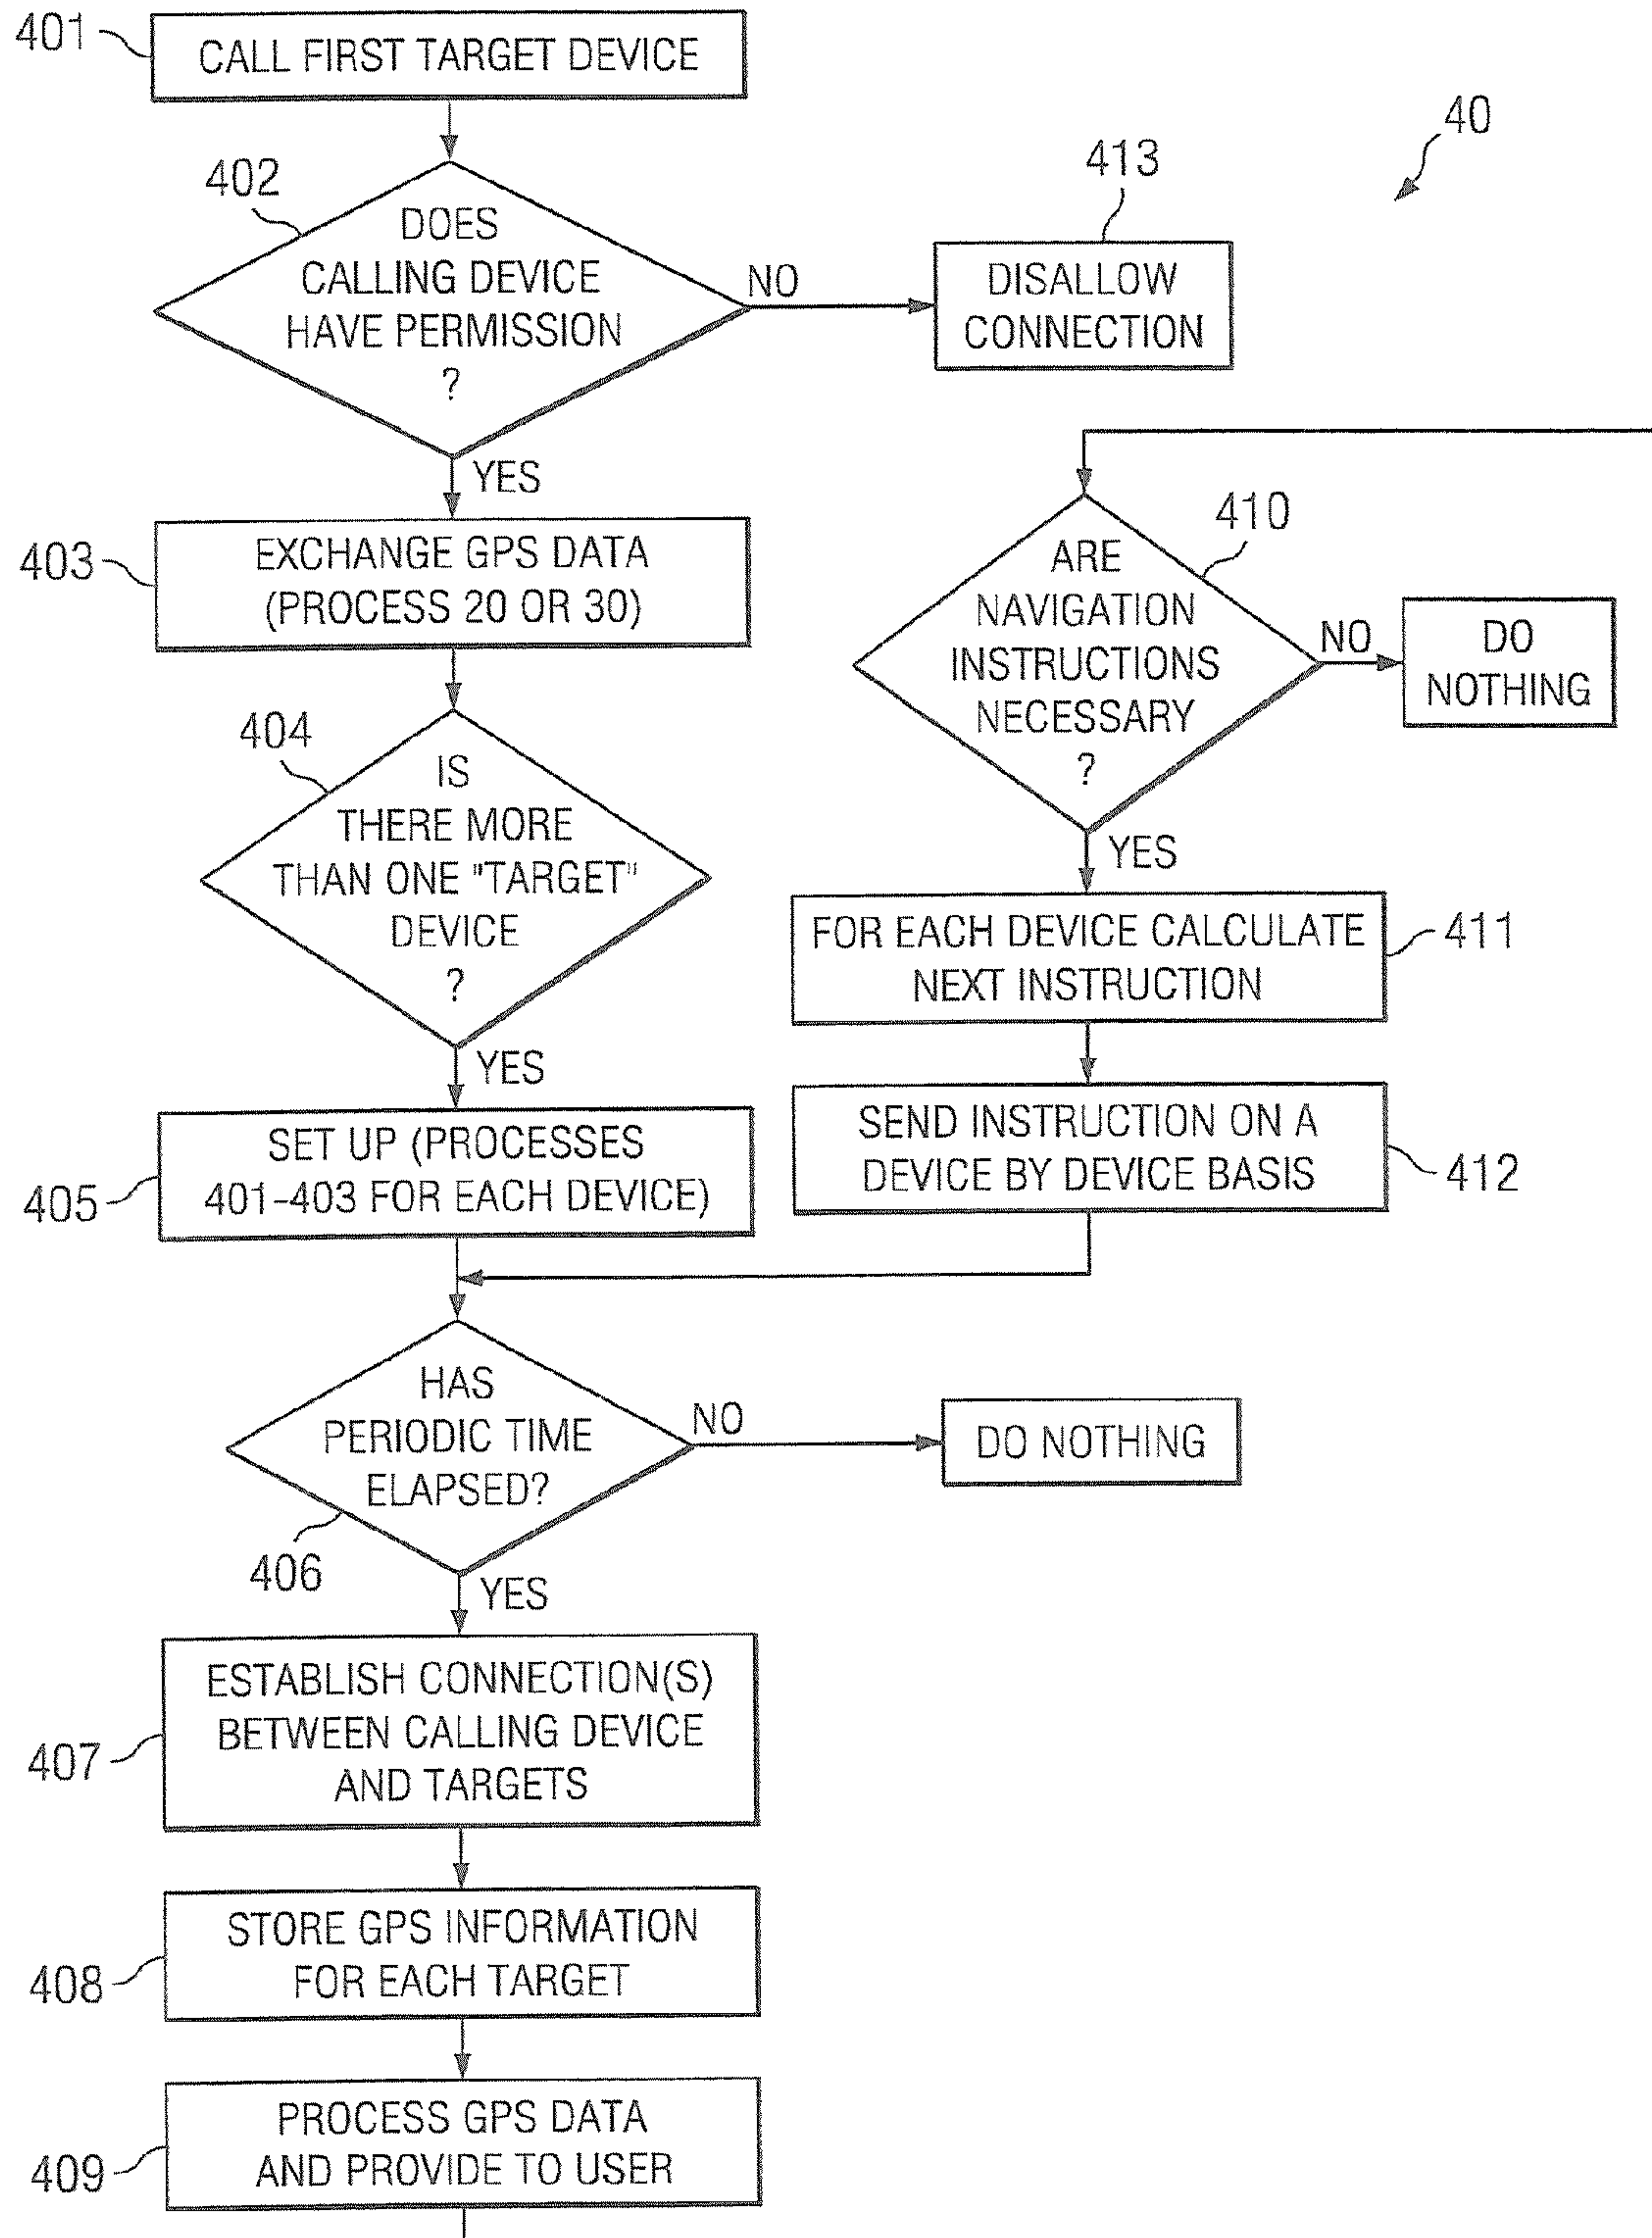 401
CALL FIRST TARGET DEVICE
40
402
DOES
CALLING DEVICE
HAVE PERMISSION
?
NO
413
DISALLOW
CONNECTION
YES
403
EXCHANGE GPS DATA
(PROCESS 20 OR 30)
404
IS
THERE MORE
THAN ONE "TARGET"
DEVICE
?
YES
405
SET UP (PROCESSES
401-403 FOR EACH DEVICE)
HAS
PERIODIC TIME
ELAPSED?
406
NO
DO NOTHING
YES
407
ESTABLISH CONNECTION(S)
BETWEEN CALLING DEVICE
AND TARGETS
408
STORE GPS INFORMATION
FOR EACH TARGET
409
PROCESS GPS DATA
AND PROVIDE TO USER
410
ARE
NAVIGATION
INSTRUCTIONS
NECESSARY
?
NO
DO
NOTHING
YES
FOR EACH DEVICE CALCULATE
NEXT INSTRUCTION
411
SEND INSTRUCTION ON A
DEVICE BY DEVICE BASIS
412